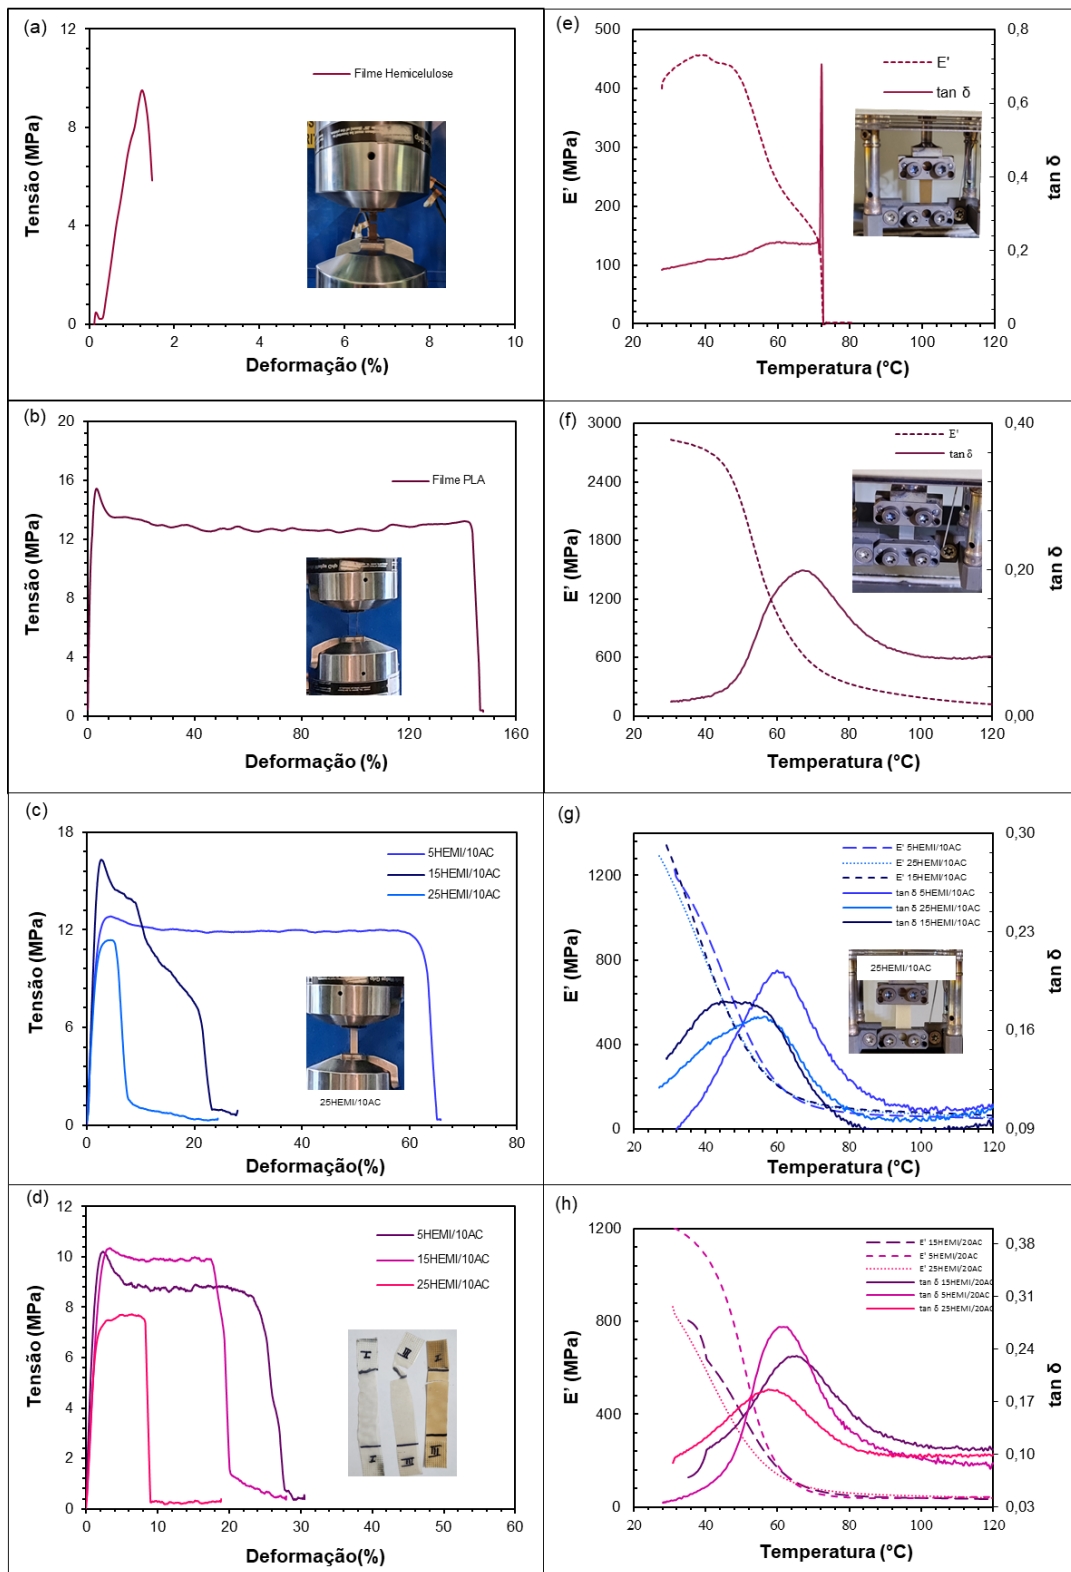 (a)
12
8
4
0
0
2
4
6
8
10
Tensão (MPa)
Deformação (%)
Filme Hemicelulose
(e)
500
400
300
200
100
0
0,8
0,6
0,4
0,2
0
20
40
60
80
100
120
E' (MPa)
tan δ
Temperatura (°C)
E'
tan δ
(b)
20
16
12
8
4
0
0
40
80
120
160
Tensão (MPa)
Deformação (%)
Filme PLA
(f)
3000
2400
1800
1200
600
0
0,40
0,20
0,00
20
40
60
80
100
120
E' (MPa)
tan δ
Temperatura (°C)
E'
tan δ
(c)
18
12
6
0
0
20
40
60
80
Tensão (MPa)
Deformação(%)
5HEMI/10AC
15HEMI/10AC
25HEMI/10AC
25HEMI/10AC
(g)
1200
800
400
0
0,30
0,23
0,16
0,09
20
40
60
80
100
120
E' (MPa)
tan δ
Temperatura (°C)
E' 5HEMI/10AC
E' 25HEMI/10AC
E' 15HEMI/10AC
tan δ 5HEMI/10AC
tan δ 25HEMI/10AC
tan δ 15HEMI/10AC
25HEMI/10AC
(d)
12
10
8
6
4
2
0
0
10
20
30
40
50
60
Tensão (MPa)
Deformação(%)
5HEMI/10AC
15HEMI/10AC
25HEMI/10AC
(h)
1200
800
400
0
0,38
0,31
0,24
0,17
0,10
0,03
20
40
60
80
100
120
E' (MPa)
tan δ
Temperatura (°C)
E' 15HEMI/20AC
E' 5HEMI/20AC
E' 25HEMI/20AC
tan δ 15HEMI/20AC
tan δ 5HEMI/20AC
tan δ 25HEMI/20AC